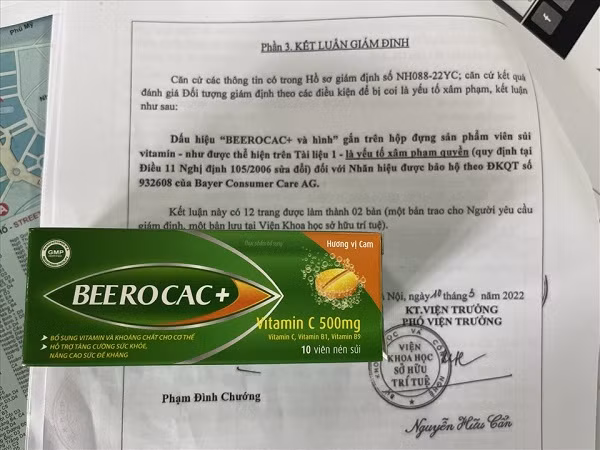 Phần 3. KẾT LUẬN GIÁM ĐỊNH
Căn cứ các thông tin có trong Hồ sơ giám định số NH088-22YC; căn cứ kết quả
đánh giá Đối tượng giám định theo các điều kiện để bị coi là yếu tố xâm phạm, kết luận
như sau:
Dấu hiệu “BEEROCAC+ và hình” gắn trên hộp đựng sản phẩm viên sủi
vitamin - như được thể hiện trên Tài liệu 1 - là yếu tố xâm phạm quyền (quy định tại
Điều 11 Nghị định 105/2006 sửa đổi) đối với Nhãn hiệu được bảo hộ theo ĐKQT số
932608 của Bayer Consumer Care AG.
Kết luận này có 12 trang được làm thành 02 bản (một bản trao cho Người yêu cầu
giám định, một bản lưu tại Viện Khoa học sở hữu trí tuệ).
GMP
Hương vị Cam
BEEROCAC+
Vitamin C 500mg
Vitamin C, Vitamin B1, Vitamin B9
10 viên nén sủi
BỔ SUNG VITAMIN VÀ KHOÁNG CHẤT CHO CƠ THỂ
HỖ TRỢ TĂNG CƯỜNG SỨC KHỎE,
NÂNG CAO SỨC ĐỀ KHÁNG
Nội, ngày 10 tháng 5 năm 2022
KT.VIỆN TRƯỞNG
PHÓ VIỆN TRƯỞNG
VIỆN
KHOA HỌC
SỞ HỮU
TRÍ TUỆ
Phạm Đình Chướng
Nguyễn Hữu Cẩn